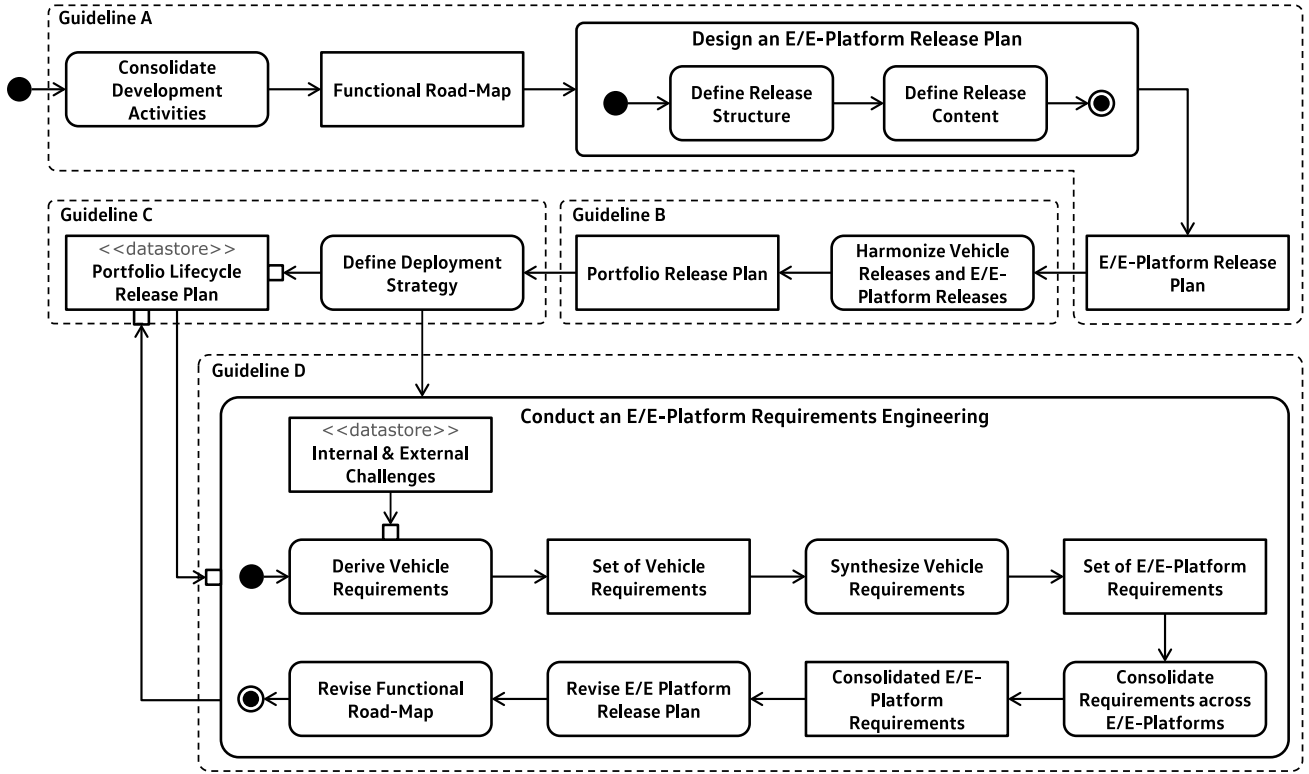 Guideline A
Consolidate
Development
Activities
Functional Road-Map
Design an E/E-Platform Release Plan
Define Release
Structure
Define Release
Content
Guideline C
<<datastore>>
Portfolio Lifecycle
Release Plan
Define Deployment
Strategy
Guideline B
Portfolio Release Plan
Harmonize Vehicle
Releases and E/E-
Platform Releases
E/E-Platform Release
Plan
Guideline D
Conduct an E/E-Platform Requirements Engineering
<<datastore>>
Internal & External
Challenges
Derive Vehicle
Requirements
Set of Vehicle
Requirements
Synthesize Vehicle
Requirements
Set of E/E-Platform
Requirements
Revise Functional
Road-Map
Revise E/E Platform
Release Plan
Consolidated E/E-
Platform
Requirements
Consolidate
Requirements across
E/E-Platforms